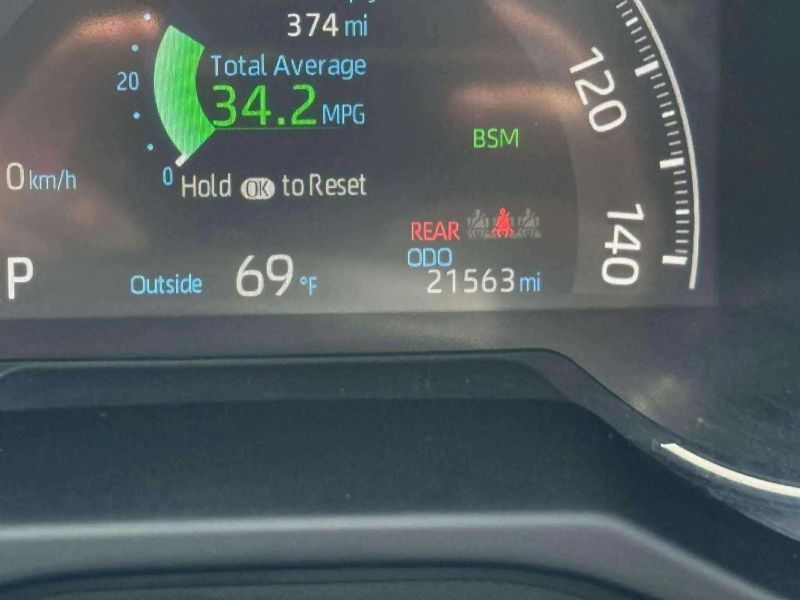 374 mi
20
Total Average
34.2 MPG
120
BSM
0 km/h
0
Hold OK to Reset
140
REAR
ODO
P
Outside 69 °F
21563 mi